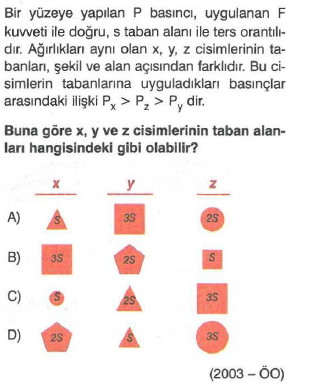 Bir yüzeye yapılan P basıncı, uygulanan F
kuvveti ile doğru, s taban alanı ile ters orantılı-
dır. Ağırlıkları aynı olan x, y, z cisimlerinin ta-
banları, şekil ve alan açısından farklıdır. Bu ci-
simlerin tabanlarına uyguladıkları basınçlar
arasındaki ilişki Px > Pz > Py dir.
Buna göre x, y ve z cisimlerinin taban alan-
ları hangisindeki gibi olabilir?
x y z
A) S 3S 2S
B) 3S 2S S
C) S 2S 3S
D) 2S S 3S
(2003 – ÖO)